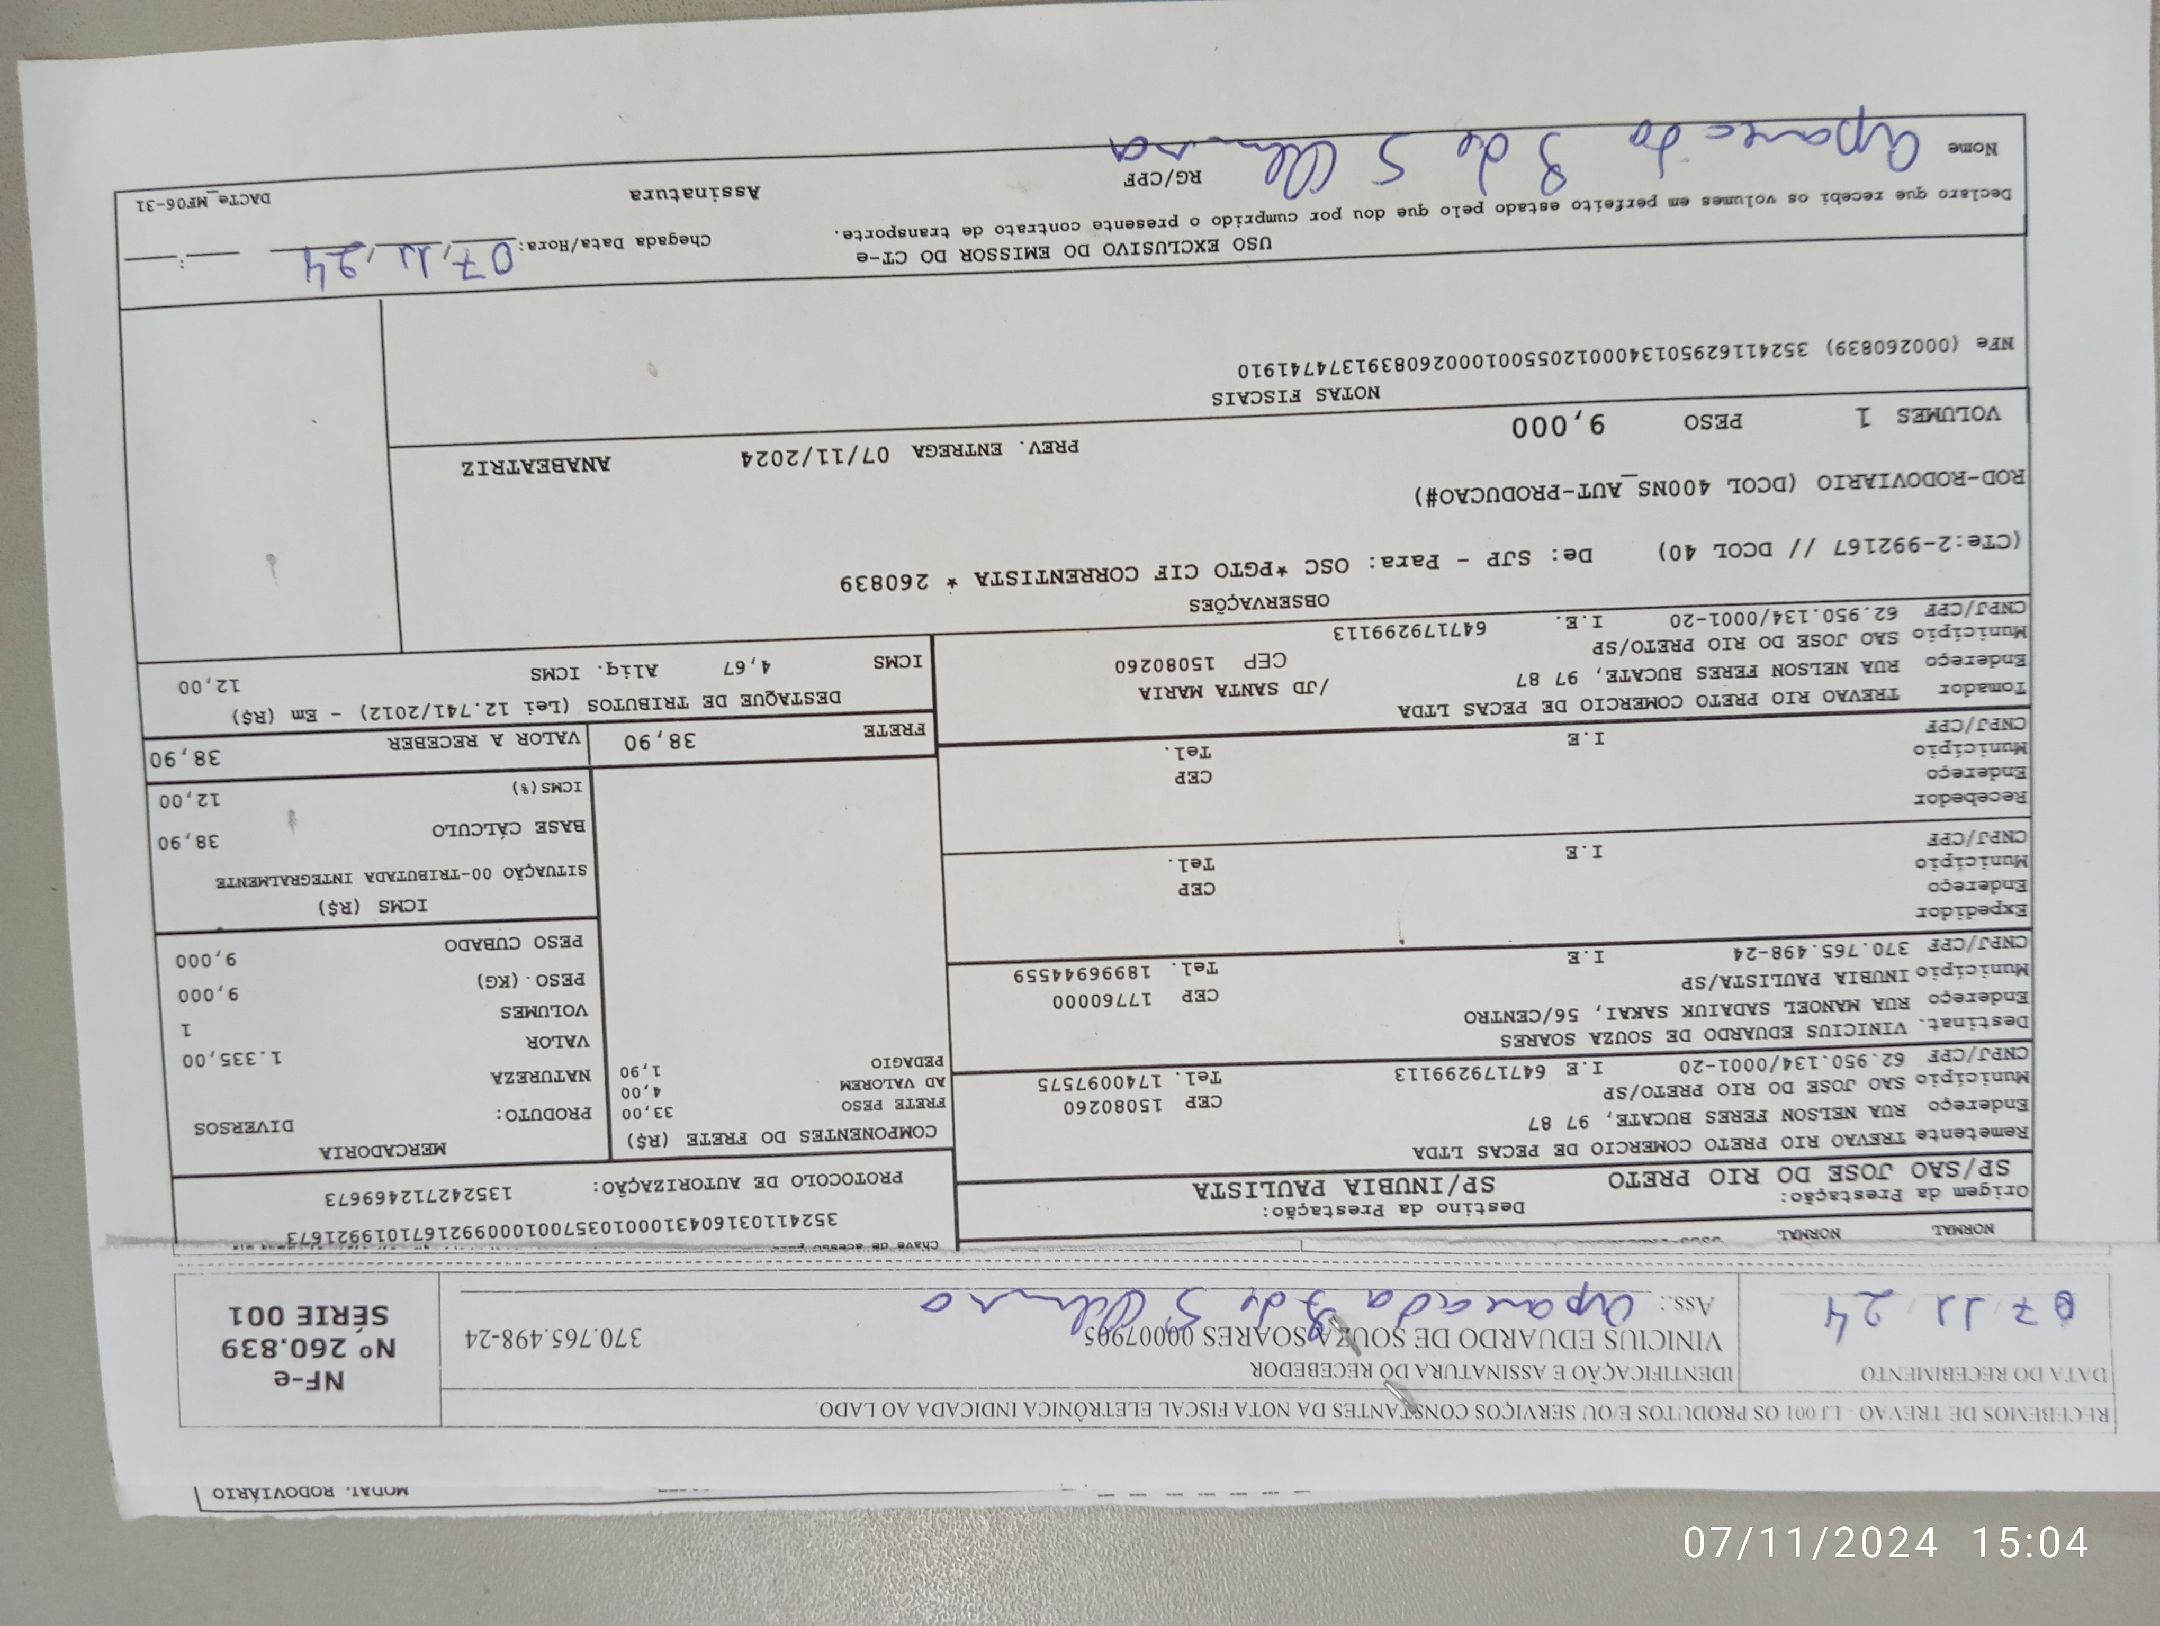 RECEBEMOS DE TREVAO - LJ 001 OS PRODUTOS E/OU SERVIÇOS CONSTANTES DA NOTA FISCAL ELETRÔNICA INDICADA AO LADO.
DATA DO RECEBIMENTO
07 11 24
IDENTIFICAÇÃO E ASSINATURA DO RECEBEDOR
VINICIUS EDUARDO DE SOUZA SOARES 00007905 370.765.498-24
Ass.:
NF-e
Nº 260.839
SÉRIE 001
MODAL RODOVIÁRIO
NORMAL NORMAL
Origem da Prestação: Destino da Prestação:
SP/SAO JOSE DO RIO PRETO SP/INUBIA PAULISTA
Remetente TREVAO RIO PRETO COMERCIO DE PECAS LTDA
Endereço RUA NELSON FERES BUCATE, 97 87 CEP 15080260
Município SAO JOSE DO RIO PRETO/SP Tel. 1740097575
CNPJ/CPF 62.950.134/0001-20 I.E 647179299113
Destinat. VINICIUS EDUARDO DE SOUZA SOARES
Endereço RUA MANOEL SADAIUK SAKAI, 56/CENTRO CEP 17760000
Município INUBIA PAULISTA/SP Tel. 18996944559
CNPJ/CPF 370.765.498-24 I.E
Expedidor
Endereço CEP
Município Tel.
CNPJ/CPF I.E
Recebedor
Endereço CEP
Município Tel.
CNPJ/CPF I.E
Tomador TREVAO RIO PRETO COMERCIO DE PECAS LTDA
Endereço RUA NELSON FERES BUCATE, 97 87 /JD SANTA MARIA
Município SAO JOSE DO RIO PRETO/SP CEP 15080260
CNPJ/CPF 62.950.134/0001-20 I.E. 647179299113
Chave de acesso
352411031604310001035700100009921671019921673
PROTOCOLO DE AUTORIZAÇÃO: 135242712469673
COMPONENTES DO FRETE (R$)
FRETE PESO 33,00
AD VALOREM 4,00
PEDAGIO 1,90
MERCADORIA
PRODUTO: DIVERSOS
NATUREZA
VALOR 1.335,00
VOLUMES 1
PESO.(KG) 9,000
PESO CUBADO 9,000
ICMS (R$)
SITUAÇÃO 00-TRIBUTADA INTEGRALMENTE
BASE CÁLCULO 38,90
ICMS(%) 12,00
FRETE 38,90 VALOR A RECEBER 38,90
DESTAQUE DE TRIBUTOS (Lei 12.741/2012) - Em (R$)
ICMS 4,67 Aliq. ICMS 12,00
OBSERVAÇÕES
(CTe:2-992167 // DCOL 40) De: SJP - Para: OSC *PGTO CIF CORRENTISTA * 260839
ROD-RODOVIARIO (DCOL 400NS_AUT-PRODUCAO#)
VOLUMES 1 PESO 9,000 PREV. ENTREGA 07/11/2024 ANABEATRIZ
NOTAS FISCAIS
NFe (000260839) 35241162950134000120550010002608391374741910
USO EXCLUSIVO DO EMISSOR DO CT-e
Declaro que recebi os volumes em perfeito estado pelo que dou por cumprido o presente contrato de transporte.
Chegada Data/Hora: 07,11,24
Nome RG/CPF Assinatura DACTe_MF06-31
07/11/2024 15:04